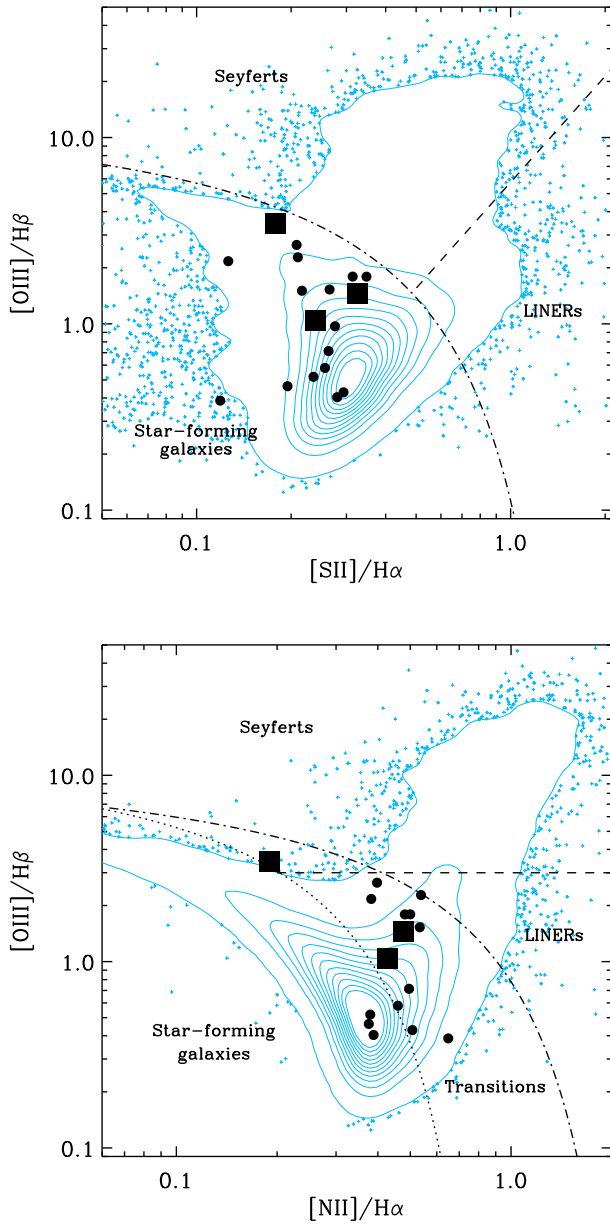 Seyferts
10.0
[OIII]/Hβ
1.0
LINERs
Star-forming
galaxies
0.1
0.1
1.0
[SII]/Hα
Seyferts
10.0
[OIII]/Hβ
1.0
LINERs
Star-forming
galaxies
Transitions
0.1
0.1
1.0
[NII]/Hα